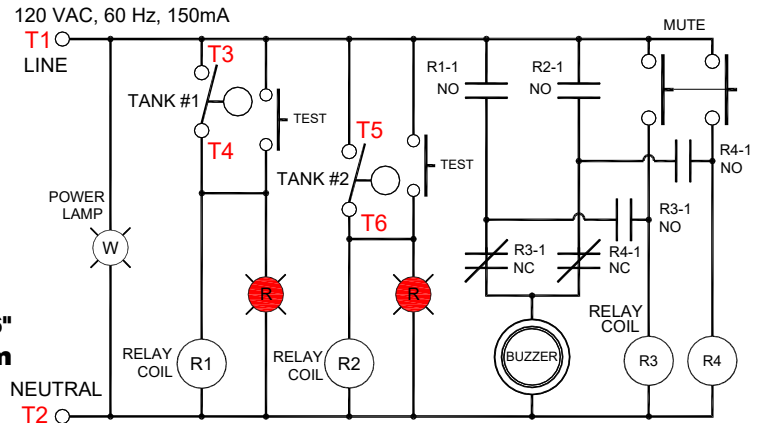 120 VAC, 60 Hz, 150mA
T1
LINE
MUTE
T3
TANK #1
TEST
T4
T5
TANK #2
TEST
T6
R1-1
NO
R2-1
NO
R4-1
NO
R3-1
NO
R3-1
NC
R4-1
NC
POWER
LAMP
W
R
R
RELAY
COIL
R1
RELAY
COIL
R2
BUZZER
RELAY
COIL
R3
R4
NEUTRAL
T2